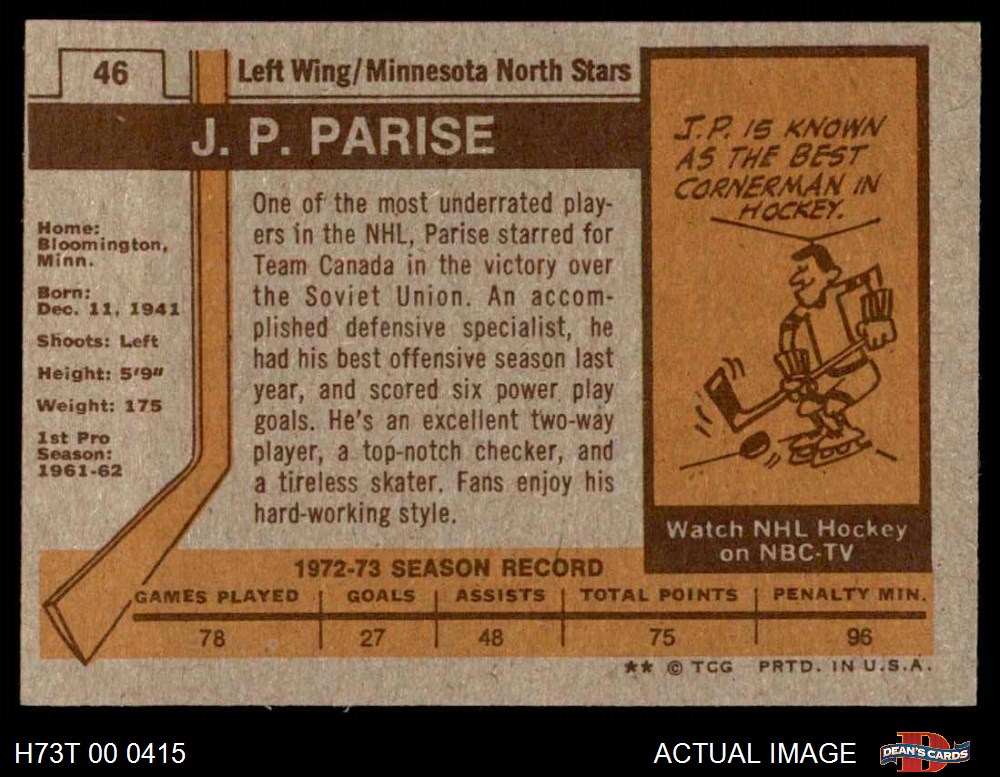 46
Left Wing/Minnesota North Stars
J. P. PARISE
Home:
Bloomington,
Minn.
Born:
Dec. 11, 1941
Shoots: Left
Height: 5'9"
Weight: 175
1st Pro
Season:
1961-62
One of the most underrated play-
ers in the NHL, Parise starred for
Team Canada in the victory over
the Soviet Union. An accom-
plished defensive specialist, he
had his best offensive season last
year, and scored six power play
goals. He's an excellent two-way
player, a top-notch checker, and
a tireless skater. Fans enjoy his
hard-working style.
J.P. IS KNOWN
AS THE BEST
CORNERMAN IN
HOCKEY.
Watch NHL Hockey
on NBC-TV
1972-73 SEASON RECORD
GAMES PLAYED GOALS ASSISTS TOTAL POINTS PENALTY MIN.
78 27 48 75 96
** © TCG PRTD. IN U.S.A.
H73T 00 0415
ACTUAL IMAGE
DEAN'S CARDS